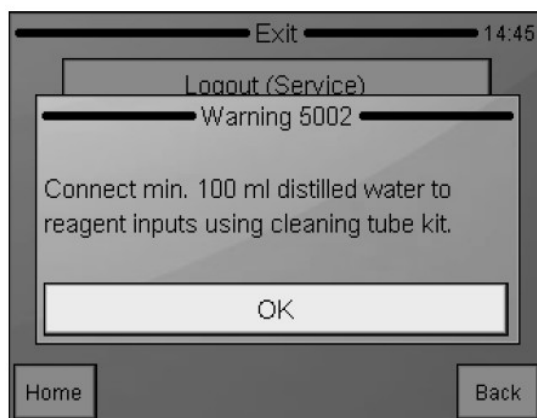 Exit 14:45
Logout (Service)
Warning 5002
Connect min. 100 ml distilled water to
reagent inputs using cleaning tube kit.
OK
Home Back